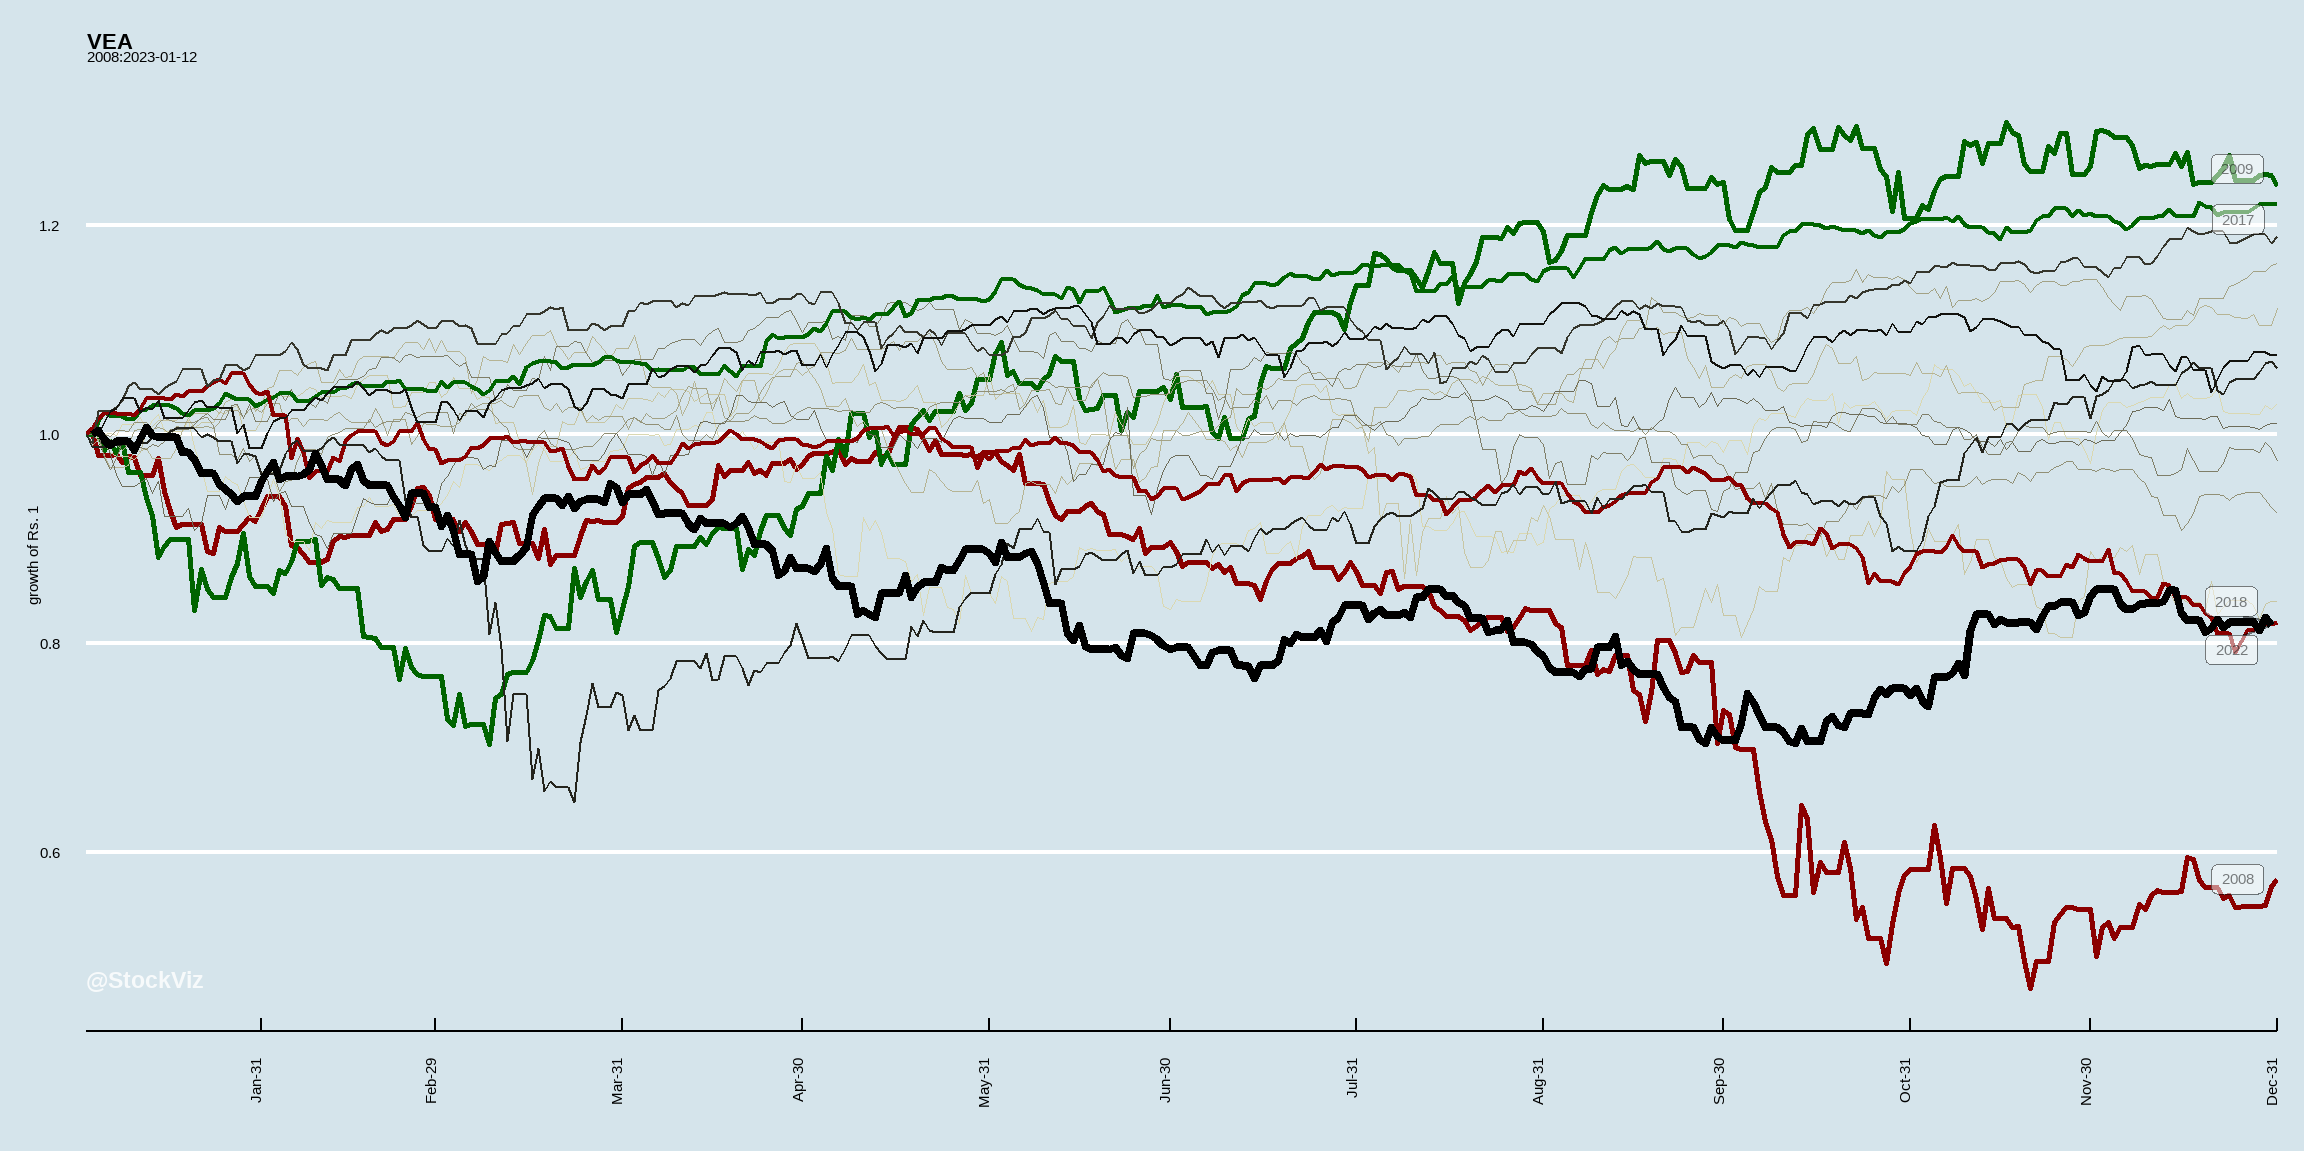 VEA
2008:2023-01-12
growth of Rs. 1
1.2
1.0
0.8
0.6
2009
2017
2018
2022
2008
@StockViz
Jan-31
Feb-29
Mar-31
Apr-30
May-31
Jun-30
Jul-31
Aug-31
Sep-30
Oct-31
Nov-30
Dec-31